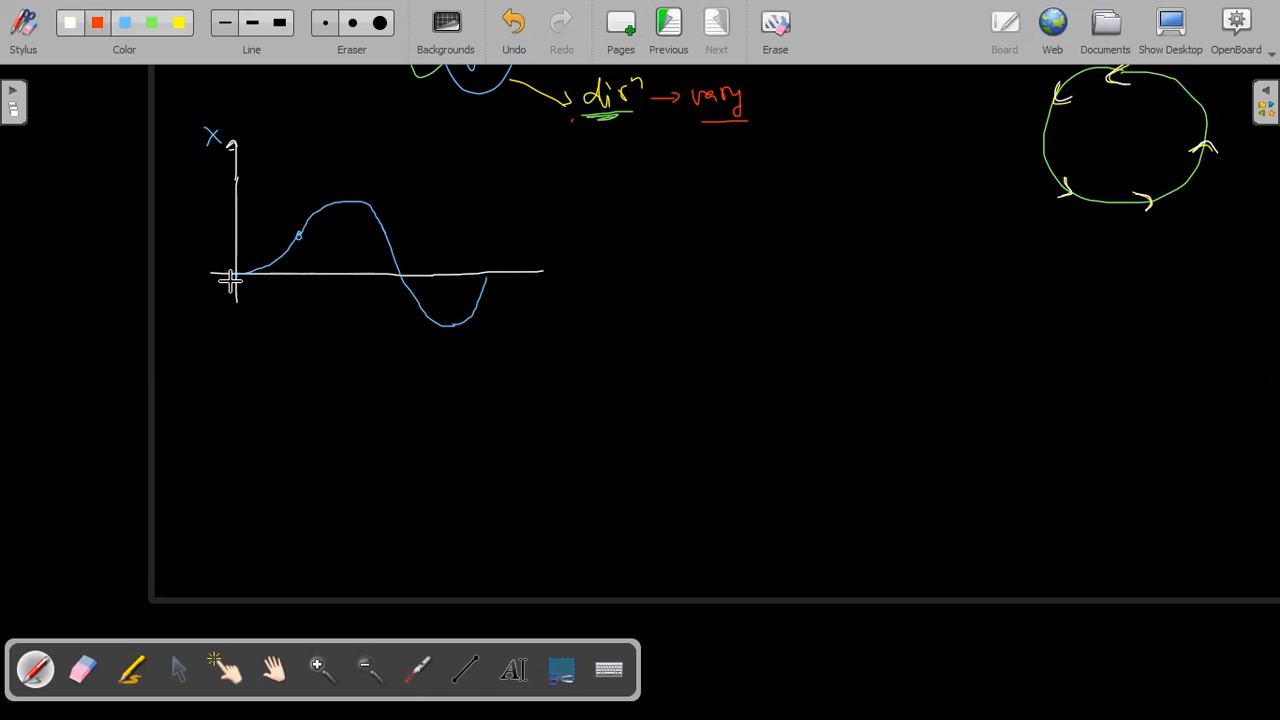 Stylus Color Line Eraser Backgrounds Undo Redo Pages Previous Next Erase Board Web Documents Show Desktop OpenBoard
dirⁿ → vary
X
AI